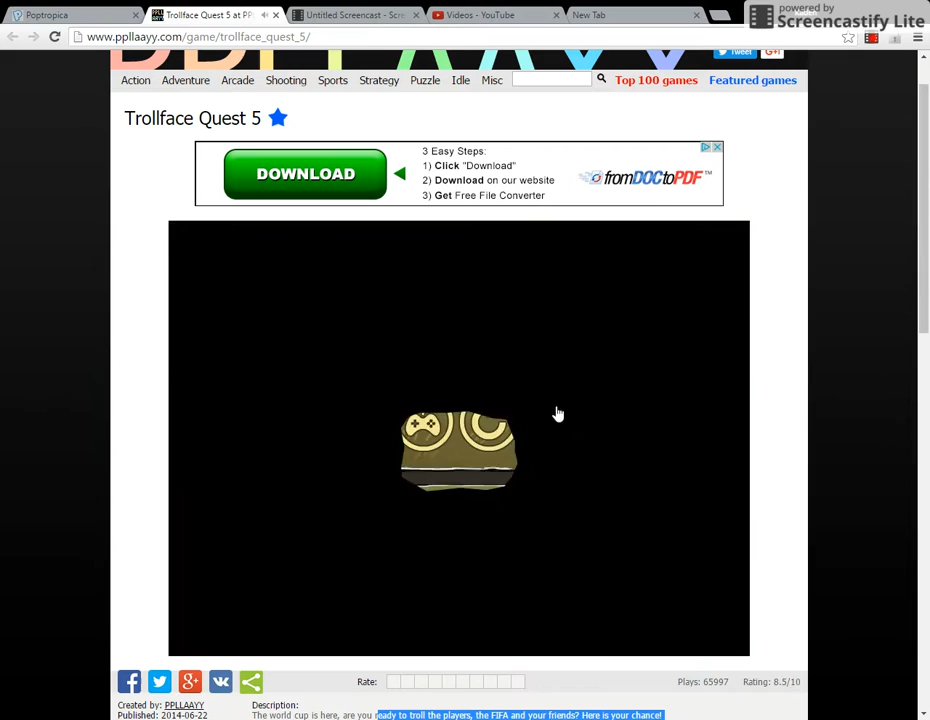 powered by
Screencastify Lite
Poptropica
Trollface Quest 5 at PP
Untitled Screencast - Scre
Videos - YouTube
New Tab
www.ppllaayy.com/game/trollface_quest_5/
Tweet
G+1
Action Adventure Arcade Shooting Sports Strategy Puzzle Idle Misc Top 100 games Featured games
Trollface Quest 5
DOWNLOAD
3 Easy Steps:
1) Click "Download"
2) Download on our website
3) Get Free File Converter
fromDOCtoPDF™
Rate:
Plays: 65997 Rating: 8.5/10
Created by: PPLLAAYY
Published: 2014-06-22
Description:
The world cup is here, are you ready to troll the players, the FIFA and your friends? Here is your chance!